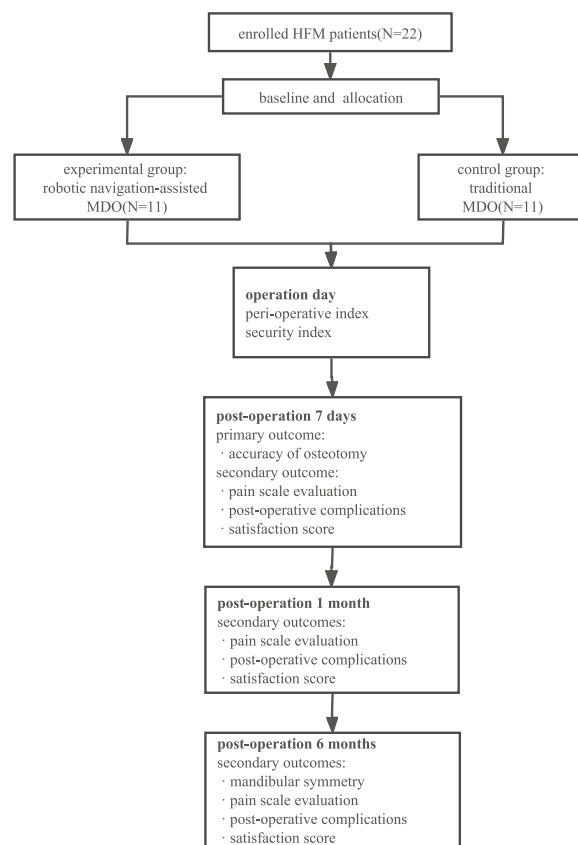 enrolled HFM patients(N=22)
baseline and allocation
experimental group:
robotic navigation-assisted
MDO(N=11)
control group:
traditional
MDO(N=11)
operation day
peri-operative index
security index
post-operation 7 days
primary outcome:
· accuracy of osteotomy
secondary outcome:
· pain scale evaluation
· post-operative complications
· satisfaction score
post-operation 1 month
secondary outcomes:
· pain scale evaluation
· post-operative complications
· satisfaction score
post-operation 6 months
secondary outcomes:
· mandibular symmetry
· pain scale evaluation
· post-operative complications
· satisfaction score